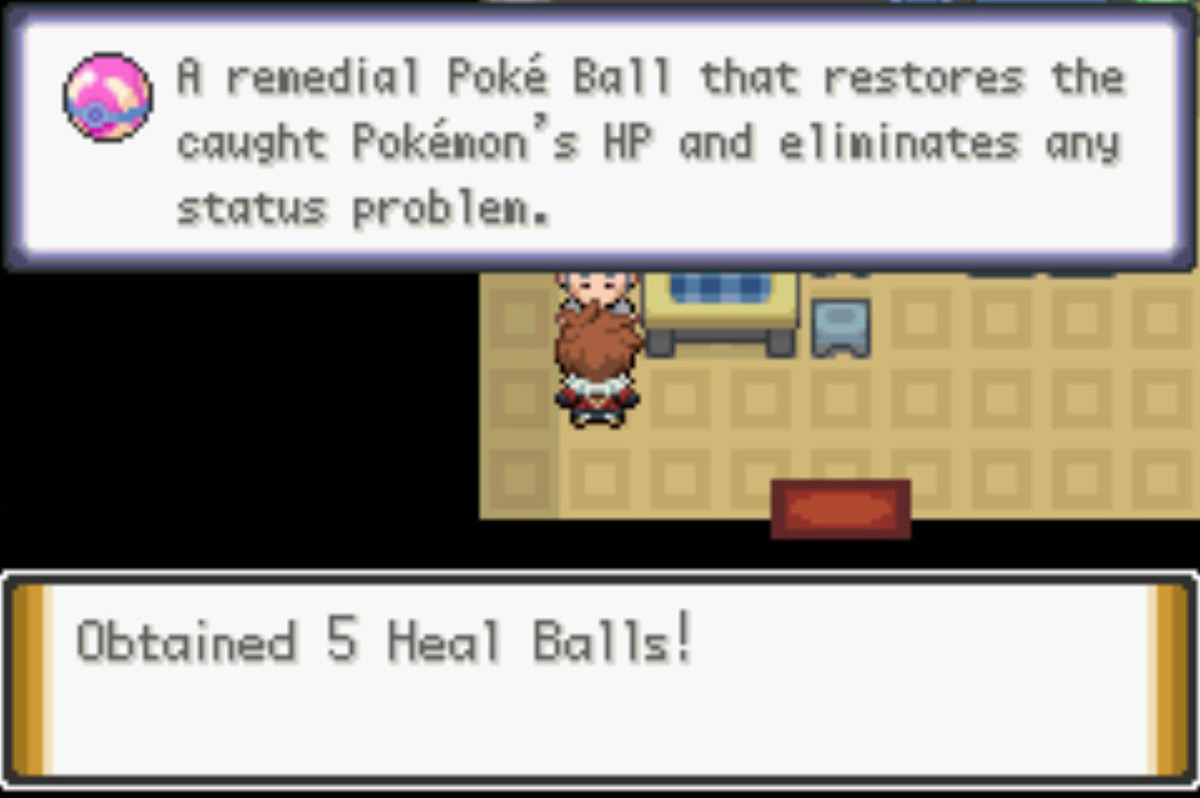 A remedial Poké Ball that restores the
caught Pokémon's HP and eliminates any
status problem.
Obtained 5 Heal Balls!